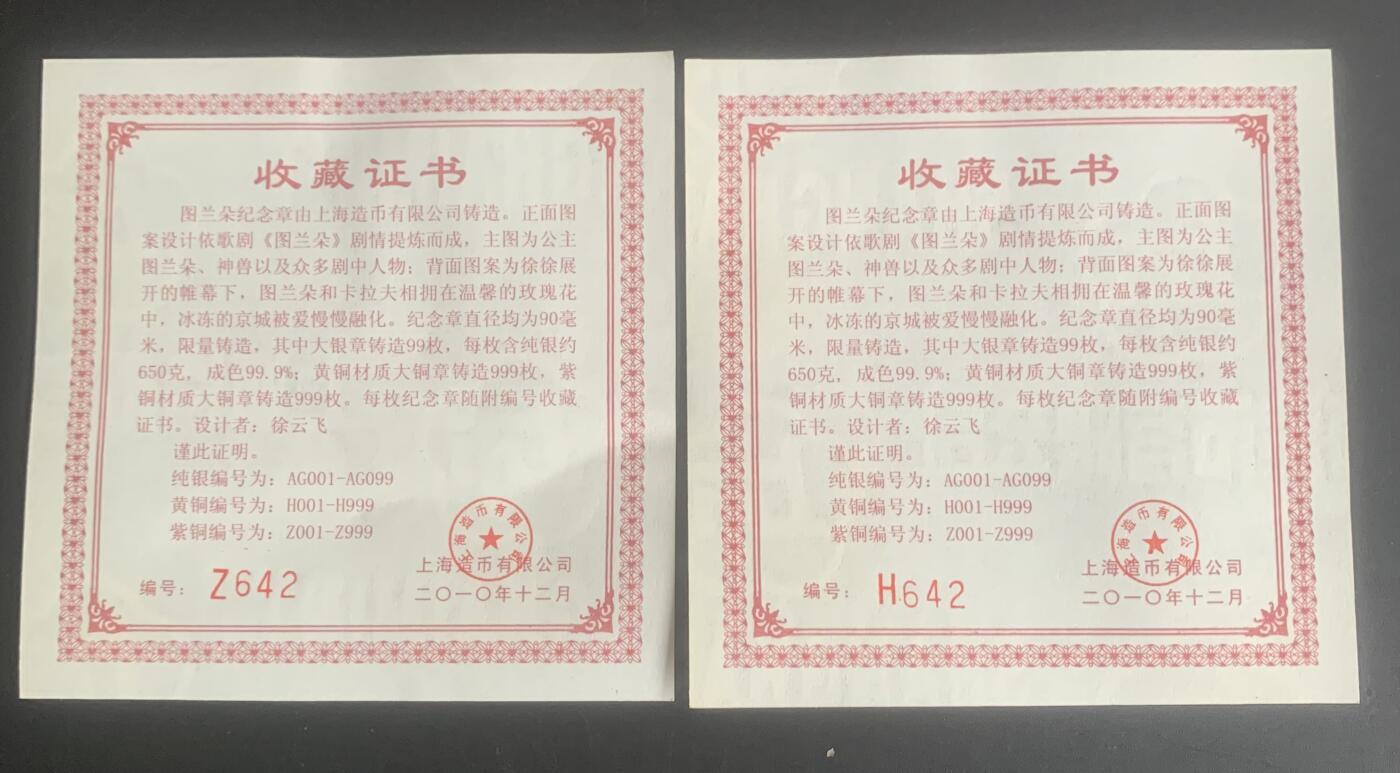 收藏证书
图兰朵纪念章由上海造币有限公司铸造。正面图
案设计依歌剧《图兰朵》剧情提炼而成，主图为公主
图兰朵、神兽以及众多剧中人物；背面图案为徐徐展
开的帷幕下，图兰朵和卡拉夫相拥在温馨的玫瑰花
中，冰冻的京城被爱慢慢融化。纪念章直径均为90毫
米，限量铸造，其中大银章铸造99枚，每枚含纯银约
650克，成色99.9%；黄铜材质大铜章铸造999枚，紫
铜材质大铜章铸造999枚。每枚纪念章随附编号收藏
证书。设计者：徐云飞
谨此证明。
纯银编号为：AG001-AG099
黄铜编号为：H001-H999
紫铜编号为：Z001-Z999
上海造币有限公司
上海造币有限公司
编号：Z642
二〇一〇年十二月
收藏证书
图兰朵纪念章由上海造币有限公司铸造。正面图
案设计依歌剧《图兰朵》剧情提炼而成，主图为公主
图兰朵、神兽以及众多剧中人物；背面图案为徐徐展
开的帷幕下，图兰朵和卡拉夫相拥在温馨的玫瑰花
中，冰冻的京城被爱慢慢融化。纪念章直径均为90毫
米，限量铸造，其中大银章铸造99枚，每枚含纯银约
650克，成色99.9%；黄铜材质大铜章铸造999枚，紫
铜材质大铜章铸造999枚。每枚纪念章随附编号收藏
证书。设计者：徐云飞
谨此证明。
纯银编号为：AG001-AG099
黄铜编号为：H001-H999
紫铜编号为：Z001-Z999
上海造币有限公司
上海造币有限公司
编号：H642
二〇一〇年十二月